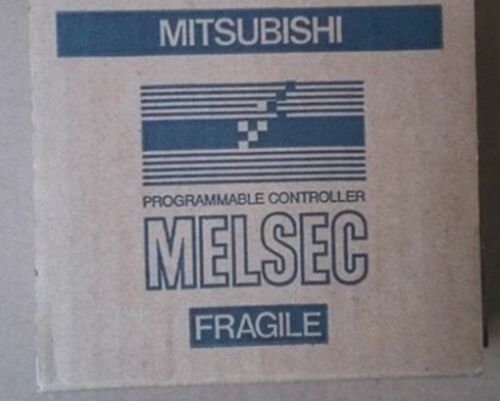 MITSUBISHI
PROGRAMMABLE CONTROLLER
MELSEC
FRAGILE